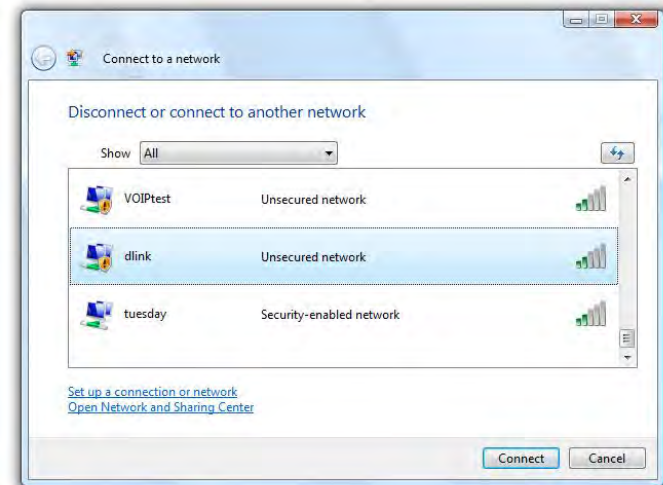 Connect to a network
Disconnect or connect to another network
Show All
VOIPtest Unsecured network
dlink Unsecured network
tuesday Security-enabled network
Set up a connection or network
Open Network and Sharing Center
Connect Cancel